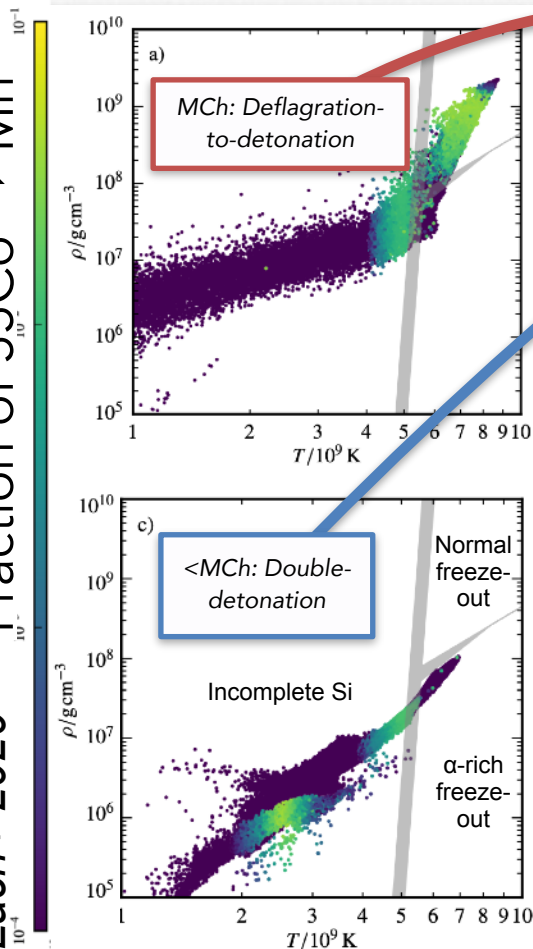 10⁻¹
10⁻⁴
a)
MCh: Deflagration-
to-detonation
10¹⁰
10⁹
10⁸
10⁷
10⁶
10⁵
ρ/g cm⁻³
1 2 3 4 5 6 7 8 9 10
T/10⁹ K
c)
<MCh: Double-
detonation
Normal
freeze-
out
Incomplete Si
α-rich
freeze-
out
10¹⁰
10⁹
10⁸
10⁷
10⁶
10⁵
ρ/g cm⁻³
1 2 3 4 5 6 7 8 9 10
T/10⁹ K